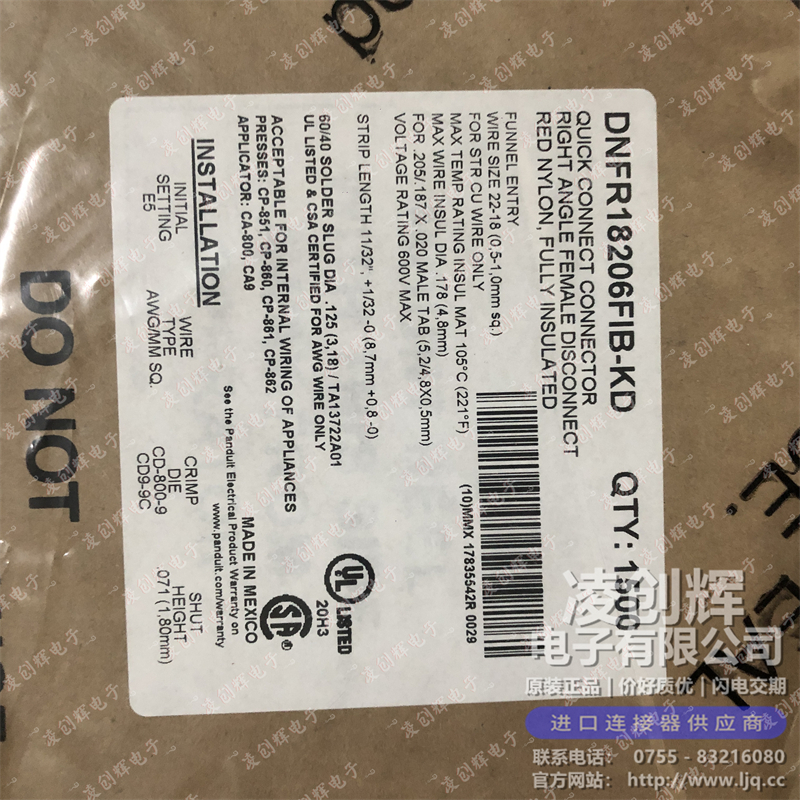 DNFR18206FIB-KD QTY: 1500
QUICK CONNECT CONNECTOR
RIGHT ANGLE FEMALE DISCONNECT
RED NYLON, FULLY INSULATED
FUNNEL ENTRY
WIRE SIZE 22-18 (0,5-1,0mm sq.)
FOR STR CU WIRE ONLY
MAX TEMP RATING INSUL MAT 105°C (221°F)
MAX WIRE INSUL DIA .178 (4,8mm)
FOR .205/.187 X .020 MALE TAB (5,2/4,8X0,5mm)
VOLTAGE RATING 600V MAX
(10)MMX 17835542R 0029
STRIP LENGTH 11/32", +1/32 -0 (8,7mm +0,8 -0)
60/40 SOLDER SLUG DIA .125 (3,18) / TA13722A01
UL LISTED & CSA CERTIFIED FOR AWG WIRE ONLY
ACCEPTABLE FOR INTERNAL WIRING OF APPLIANCES
PRESSES: CP-851, CP-860, CP-861, CP-862
APPLICATOR: CA-800, CA9
UL LISTED
20H3
SA
MADE IN MEXICO
See the Panduit Electrical Product Warranty on
www.panduit.com/warranty
INSTALLATION
INITIAL SETTING WIRE TYPE CRIMP DIE SHUT HEIGHT
E5 AWG/MM SQ. CD-800-9 .071 (1,80mm)
CD9-9C
DO NOT
凌创辉
电子有限公司
原装正品 | 价好质优 | 闪电交期
进口连接器供应商
联系电话: 0755 - 83216080
官方网站: http://www.ljq.cc
凌创辉电子